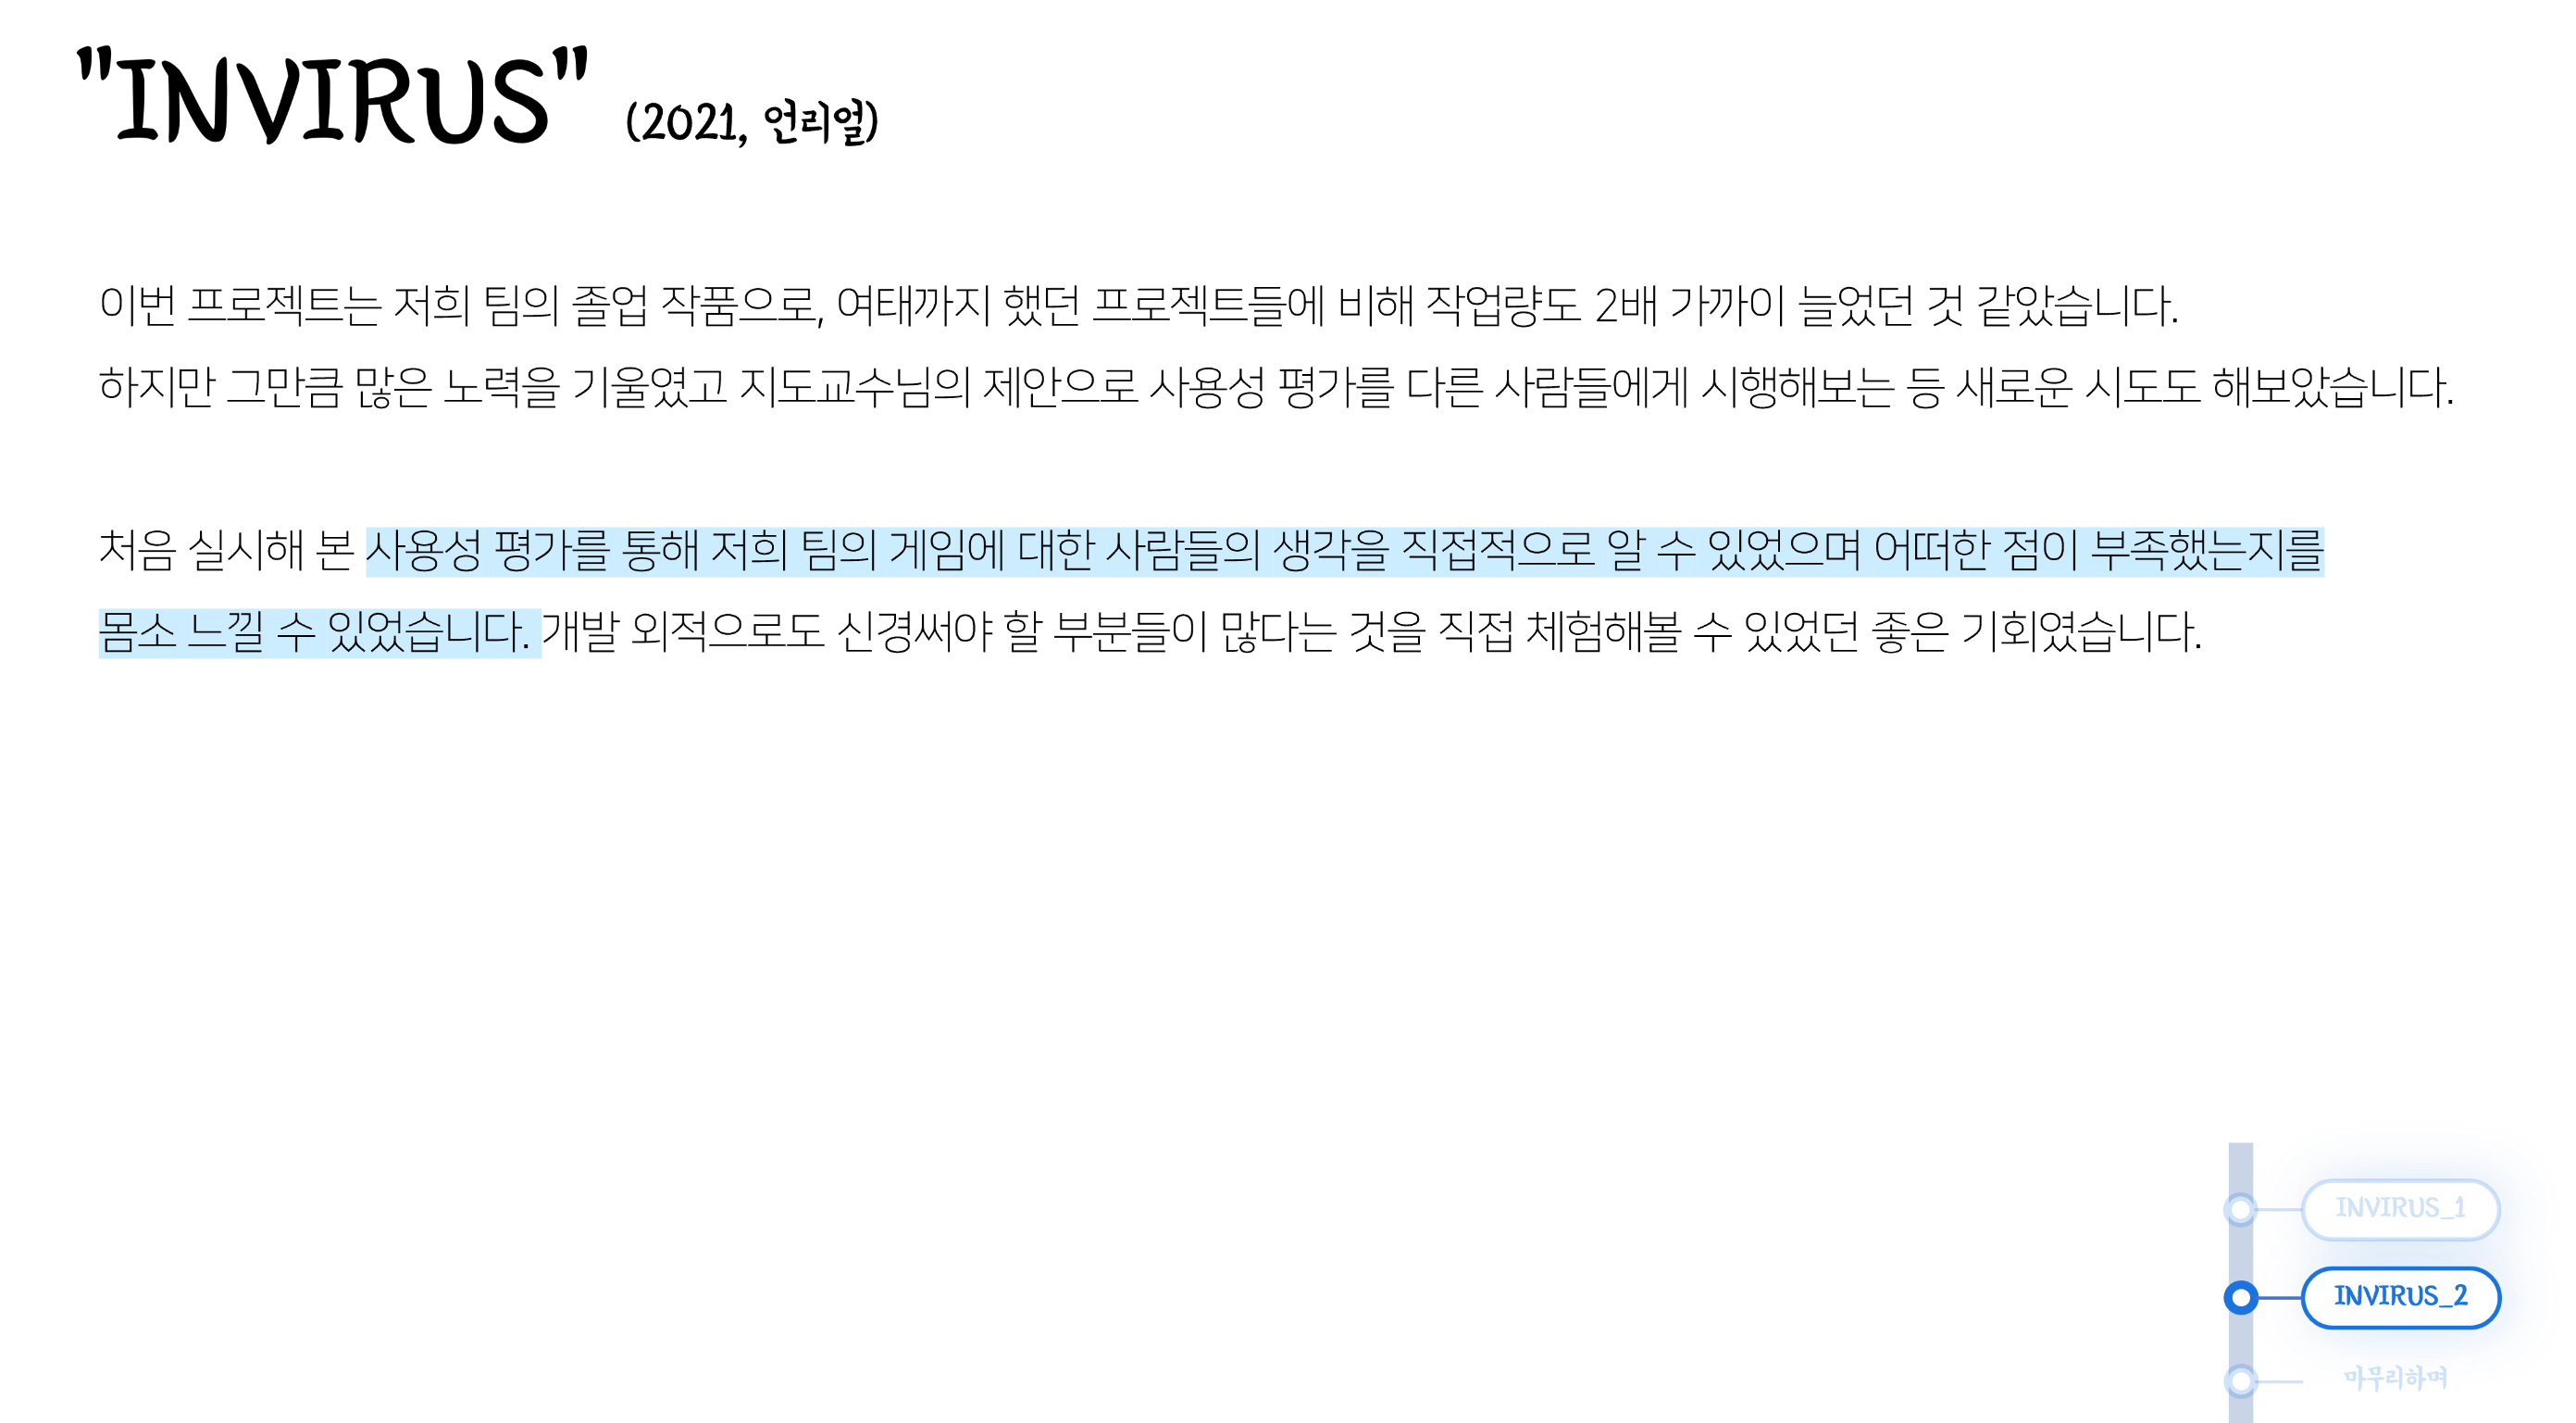 "INVIRUS" (2021, 언리얼)
이번 프로젝트는 저희 팀의 졸업 작품으로, 여태까지 했던 프로젝트들에 비해 작업량도 2배 가까이 늘었던 것 같았습니다.
하지만 그만큼 많은 노력을 기울였고 지도교수님의 제안으로 사용성 평가를 다른 사람들에게 시행해보는 등 새로운 시도도 해보았습니다.
처음 실시해 본 사용성 평가를 통해 저희 팀의 게임에 대한 사람들의 생각을 직접적으로 알 수 있었으며 어떠한 점이 부족했는지를
몸소 느낄 수 있었습니다. 개발 외적으로도 신경써야 할 부분들이 많다는 것을 직접 체험해볼 수 있었던 좋은 기회였습니다.
INVIRUS_1
INVIRUS_2
마무리하며